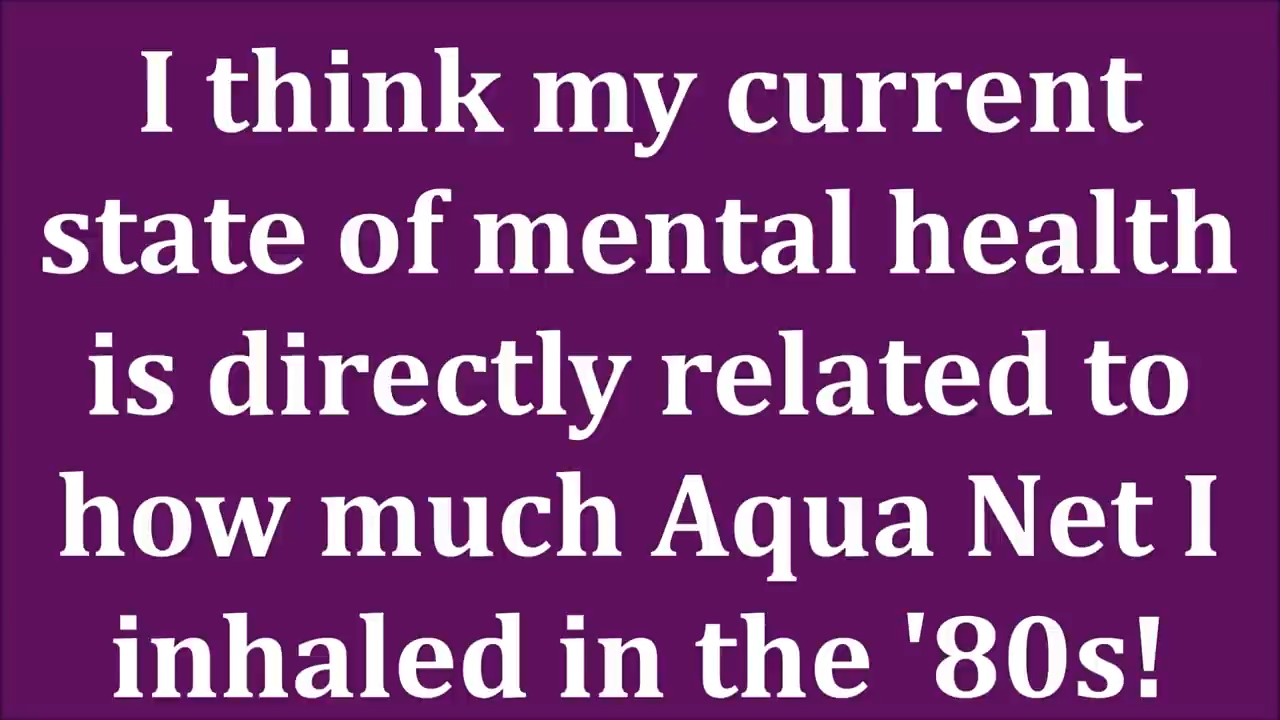 I think my current
state of mental health
is directly related to
how much Aqua Net I
inhaled in the '80s!